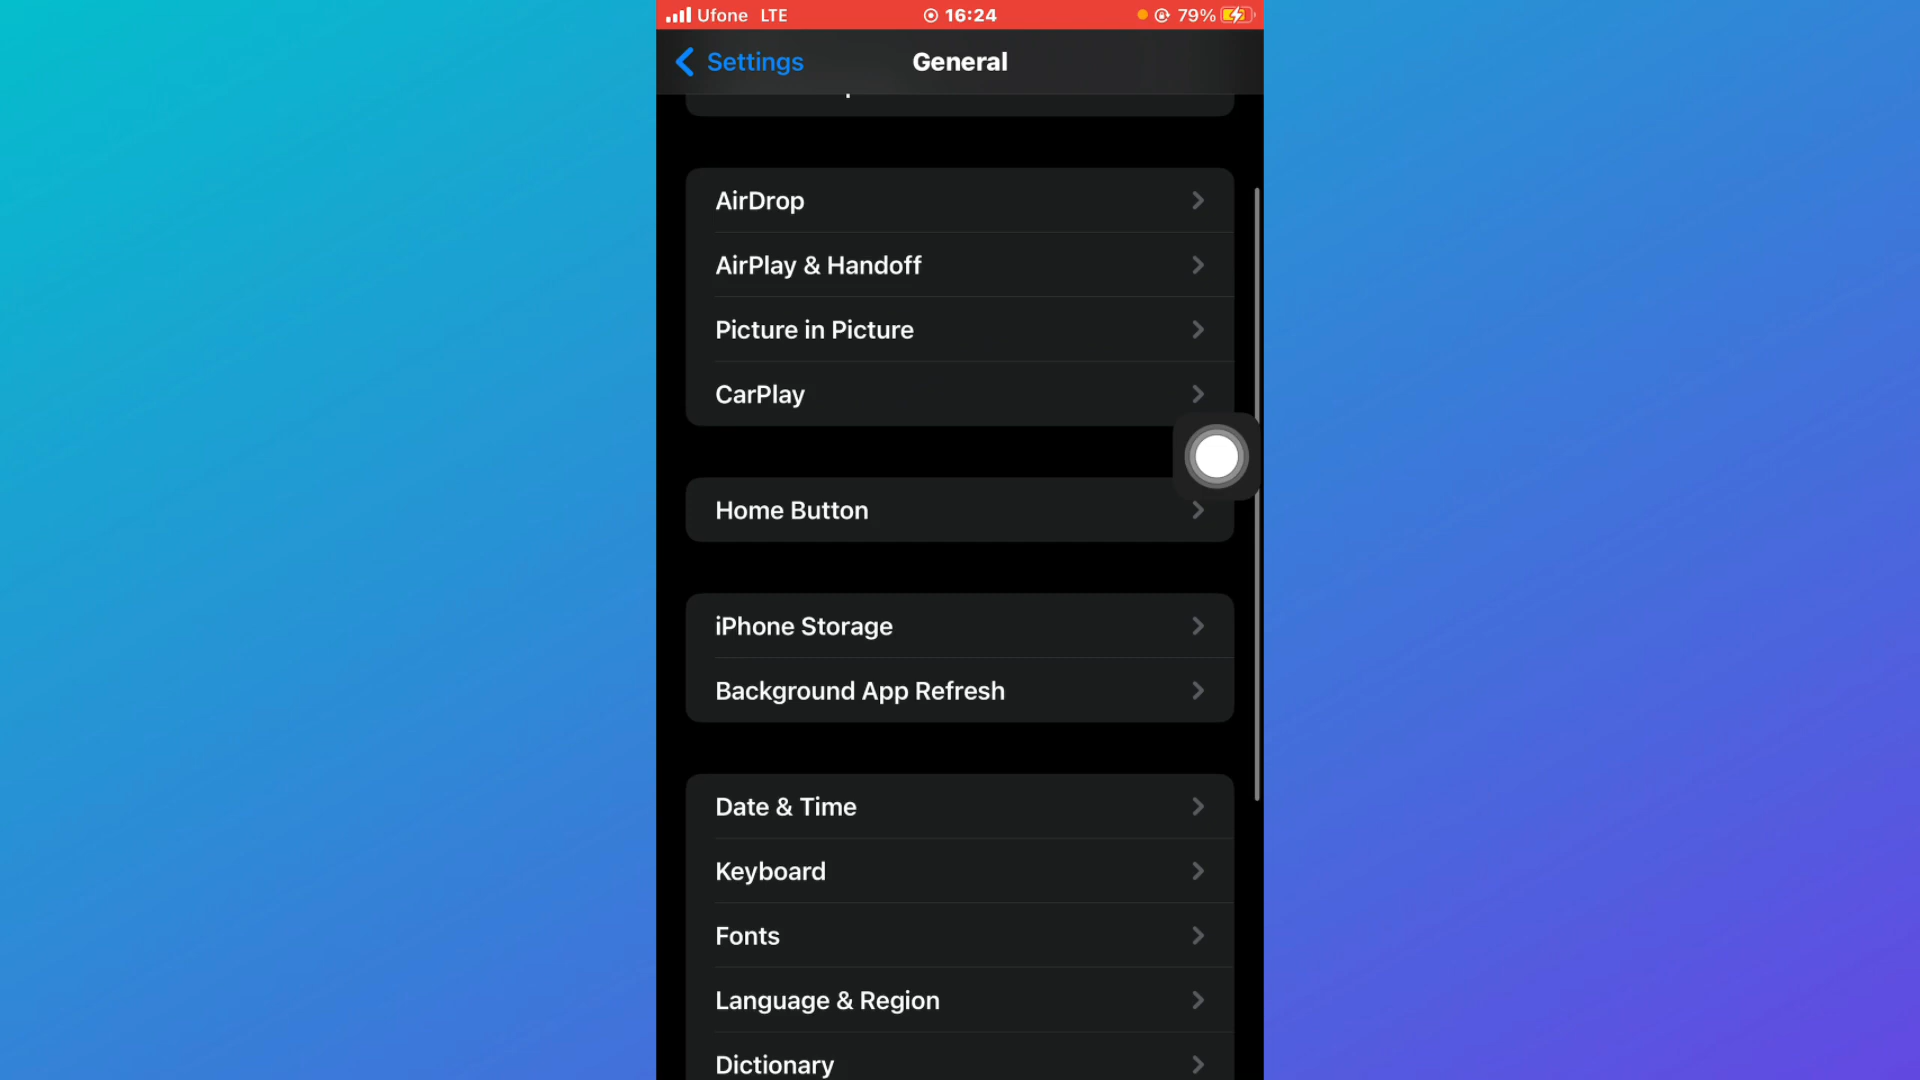 Ufone LTE 16:24 79%
Settings General
AirDrop
AirPlay & Handoff
Picture in Picture
CarPlay
Home Button
iPhone Storage
Background App Refresh
Date & Time
Keyboard
Fonts
Language & Region
Dictionary